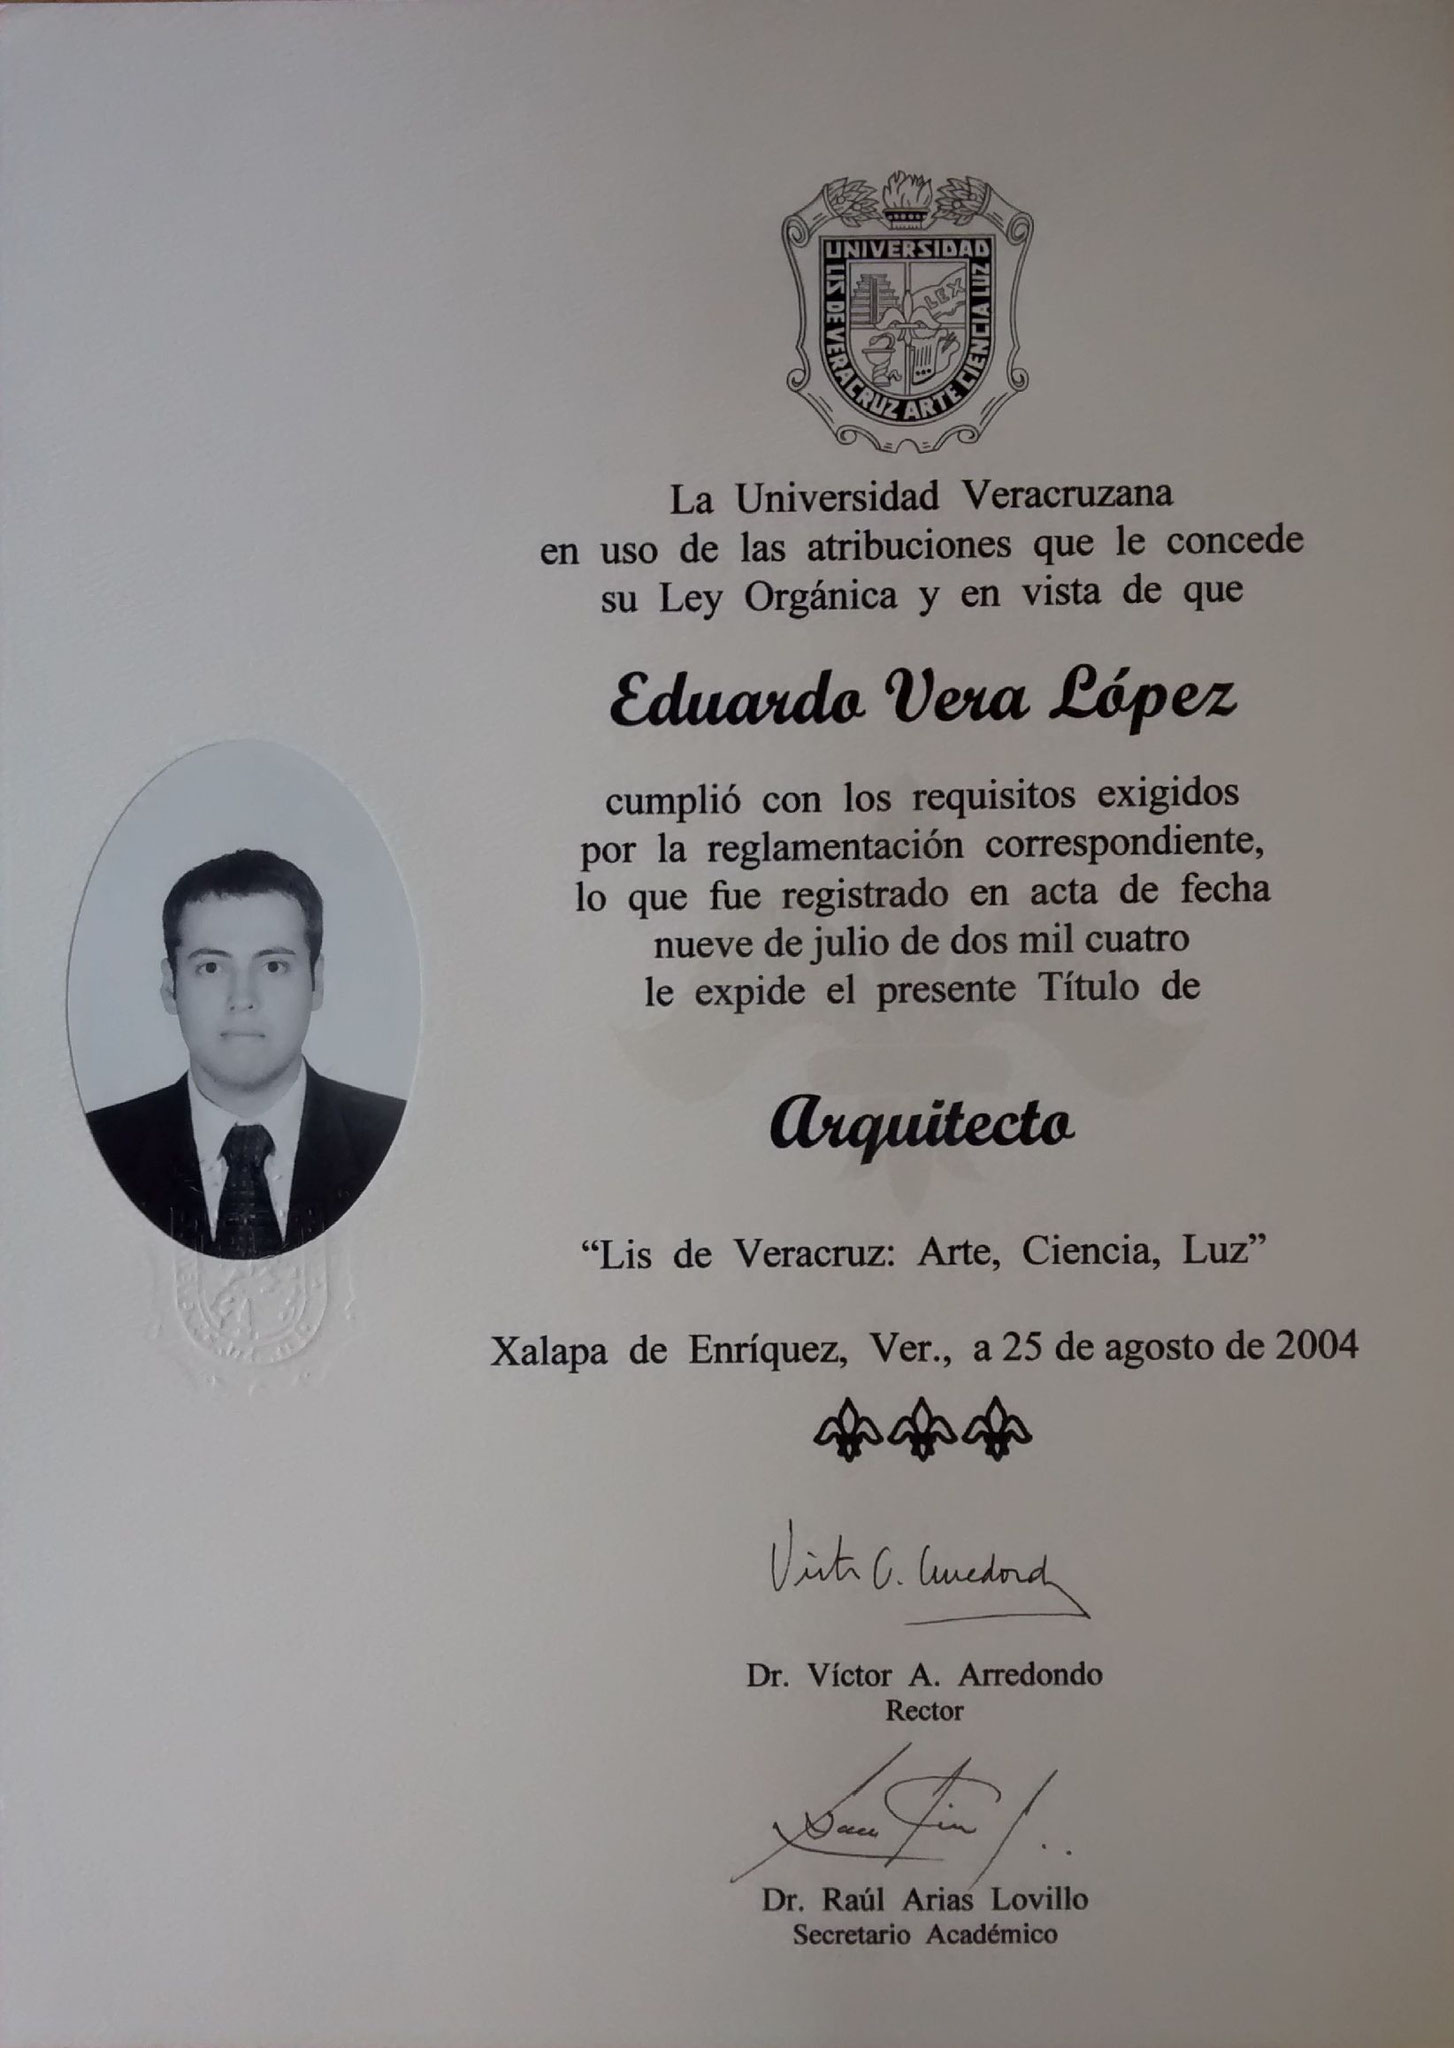 UNIVERSIDAD
LIS DE VERACRUZ ARTE CIENCIA LUZ
LEX
La Universidad Veracruzana
en uso de las atribuciones que le concede
su Ley Orgánica y en vista de que
Eduardo Vera López
cumplió con los requisitos exigidos
por la reglamentación correspondiente,
lo que fue registrado en acta de fecha
nueve de julio de dos mil cuatro
le expide el presente Título de
Arquitecto
“Lis de Veracruz: Arte, Ciencia, Luz”
Xalapa de Enríquez, Ver., a 25 de agosto de 2004
Dr. Víctor A. Arredondo
Rector
Dr. Raúl Arias Lovillo
Secretario Académico